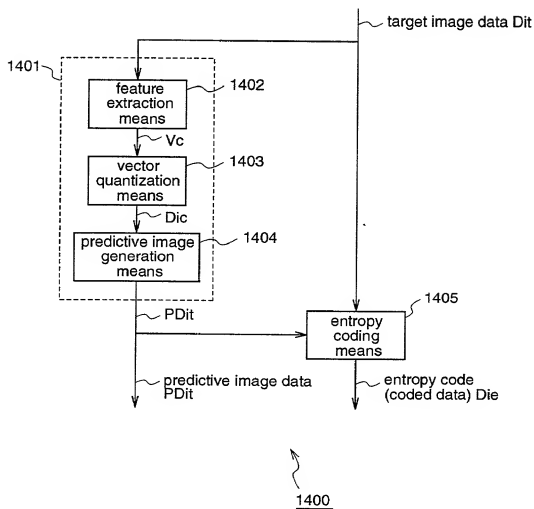 target image data Dit
1401
feature
extraction
means
1402
Vc
vector
quantization
means
1403
Dic
predictive image
generation
means
1404
PDit
entropy
coding
means
1405
predictive image data
PDit
entropy code
(coded data) Die
1400